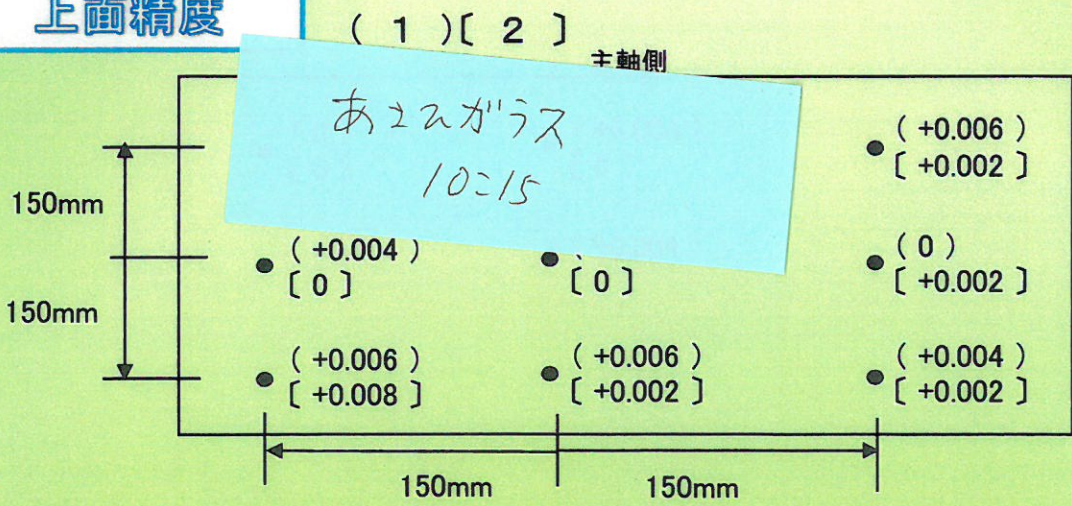 上面精度
( 1 )[ 2 ]
主軸側
あさひガラス
10:15
( +0.006 )
[ +0.002 ]
150mm
( +0.004 )
[ 0 ]
[ 0 ]
( 0 )
[ +0.002 ]
150mm
( +0.006 )
[ +0.008 ]
( +0.006 )
[ +0.002 ]
( +0.004 )
[ +0.002 ]
150mm
150mm